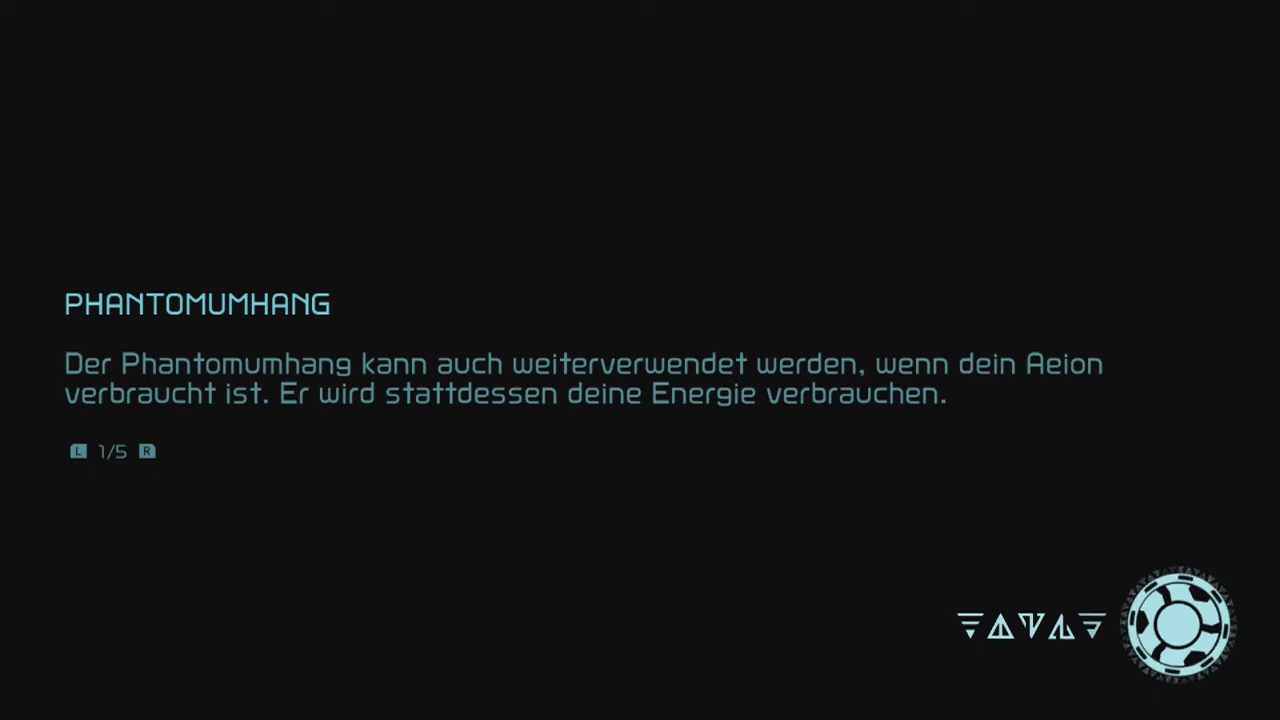 PHANTOMUMHANG
Der Phantomumhang kann auch weiterverwendet werden, wenn dein Aeion
verbraucht ist. Er wird stattdessen deine Energie verbrauchen.
L 1/5 R